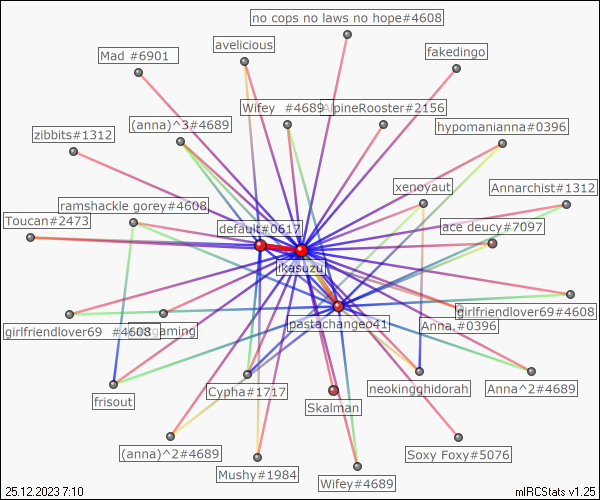 no cops no laws no hope#4608
avelicious
fakedingo
Mad #6901
Wifey #4689
AlpineRooster#2156
(anna)^3#4689
hypomanianna#0396
zibbits#1312
xenoyaut
Annarchist#1312
ramshackle gorey#4608
Toucan#2473
default#0617
ace deucy#7097
ikasuzu
girlfriendlover69#4608
pastachangeo41
Anna.#0396
girlfriendlover69 #4608
gaming
frisout
Cypha#1717
neokingghidorah
Anna^2#4689
Skalman
(anna)^2#4689
Soxy Foxy#5076
Mushy#1984
Wifey#4689
25.12.2023 7:10
mIRCStats v1.25